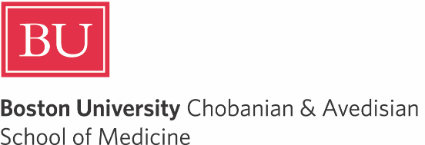 BU
Boston University Chobanian & Avedisian
School of Medicine